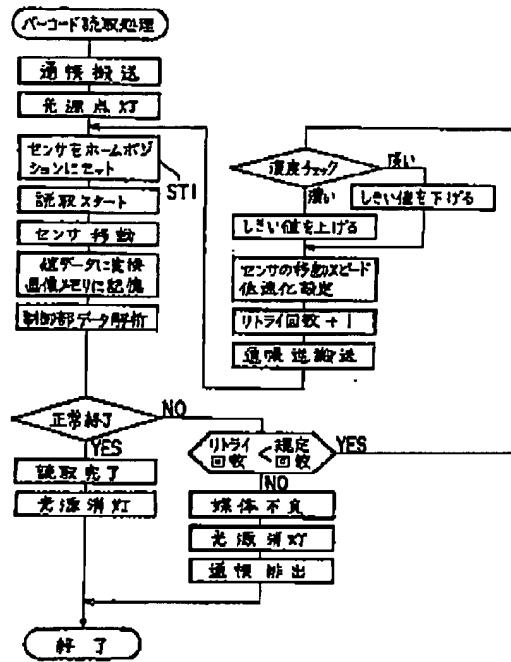 バーコード読取処理
通帳搬送
光源点灯
センサをホームポジ
ションにセット
ST1
読取スタート
センサ移動
値データに変換
画像メモリに記憶
制御部データ解析
正常終了
NO
YES
読取完了
光源消灯
終了
濃度チェック
淡い
濃い
しきい値を下げる
しきい値を上げる
センサの移動スピード
低速化設定
リトライ回数+1
通帳逆搬送
リトライ < 規定
回数 回数
YES
NO
媒体不良
光源消灯
通帳排出